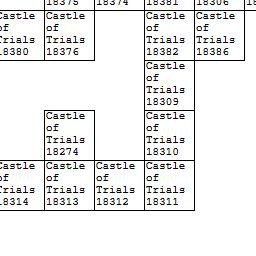 18375 18374 18381 18306
Castle Castle Castle Castle
of of of of
Trials Trials Trials Trials
18380 18376 18382 18386
Castle
of
Trials
18309
Castle Castle
of of
Trials Trials
18274 18310
Castle Castle Castle Castle
of of of of
Trials Trials Trials Trials
18314 18313 18312 18311